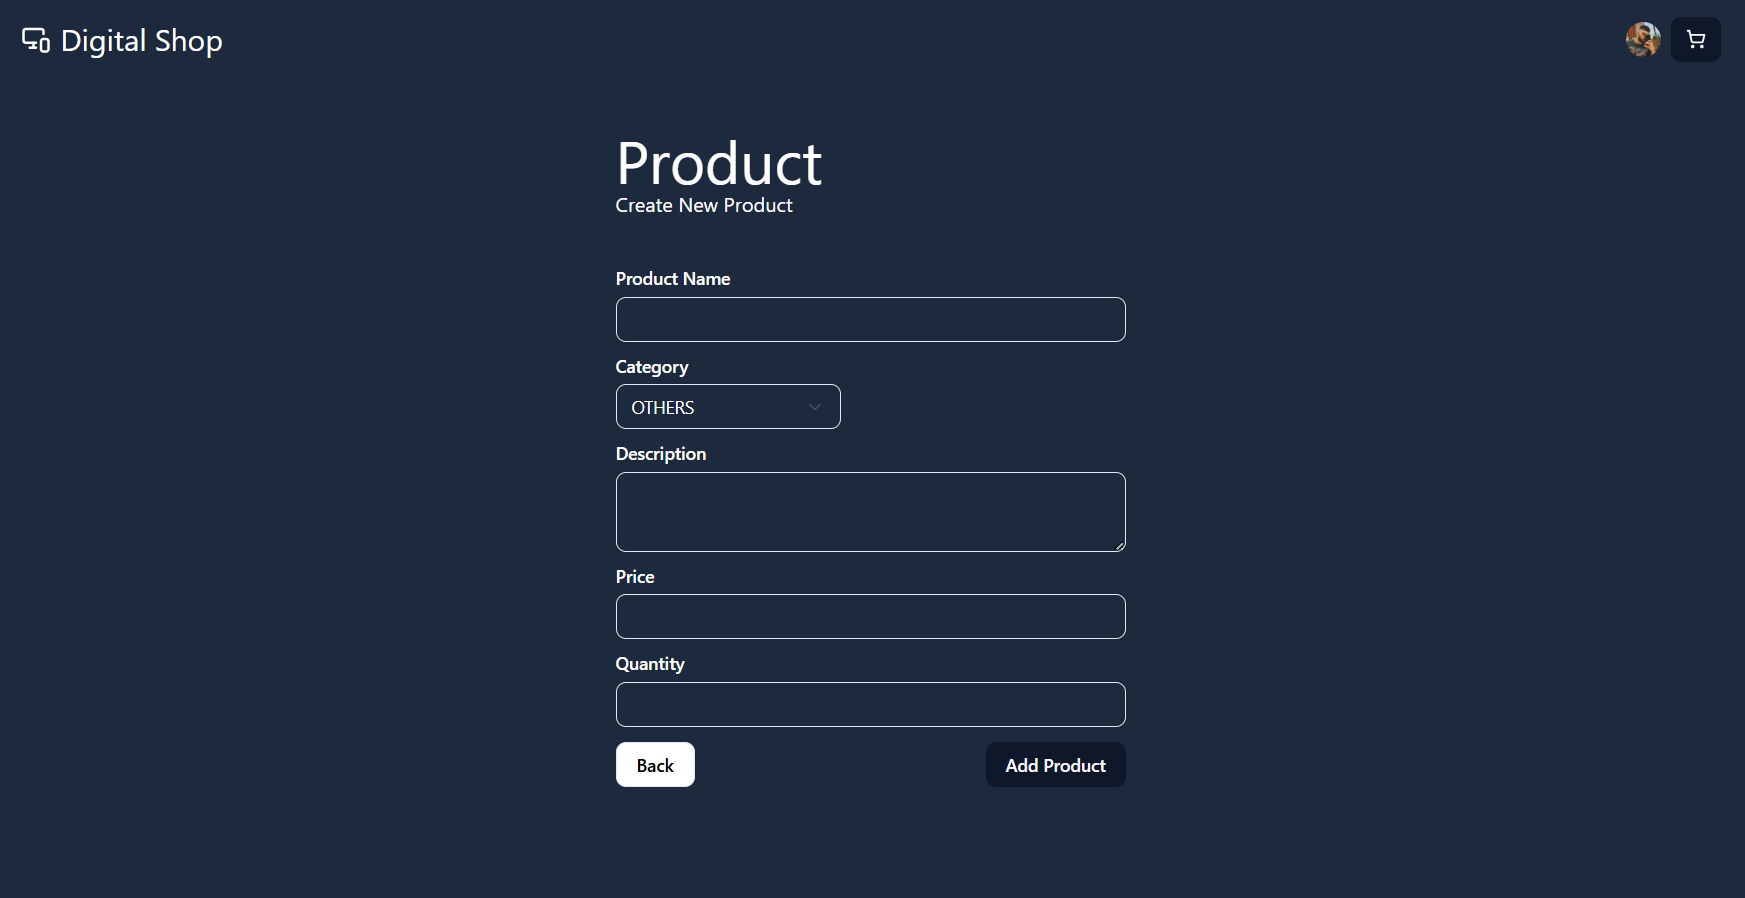 Digital Shop
Product
Create New Product
Product Name
Category
OTHERS
Description
Price
Quantity
Back
Add Product